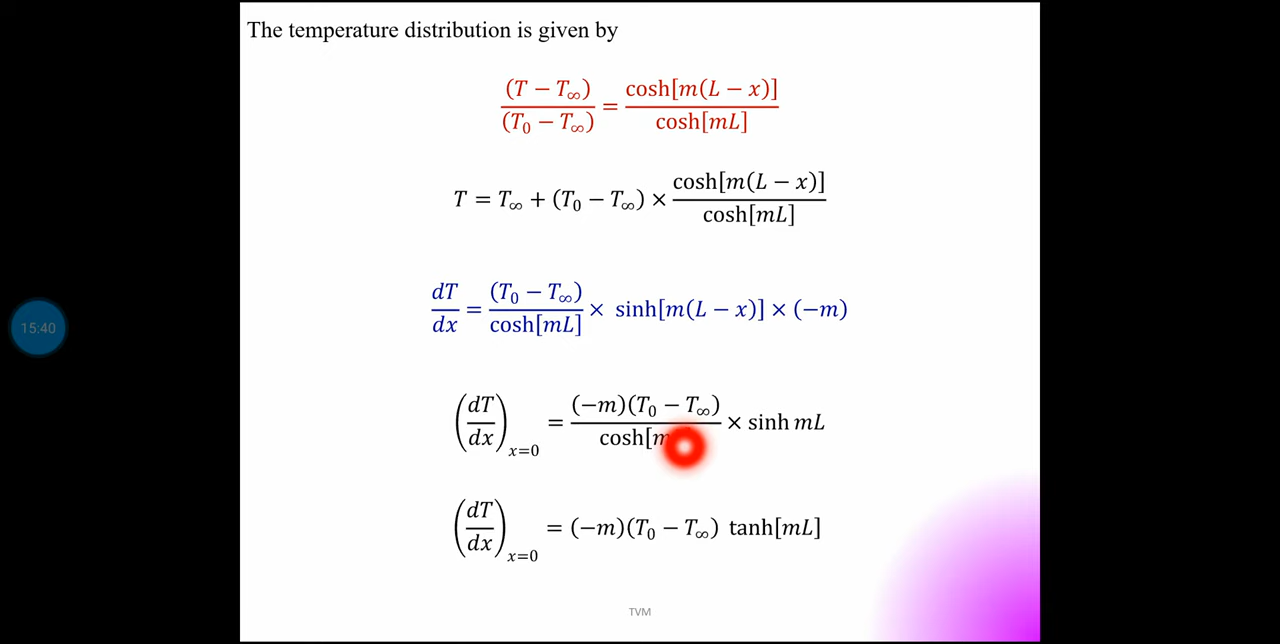 The temperature distribution is given by
(T − T∞) / (T₀ − T∞) = cosh[m(L − x)] / cosh[mL]
T = T∞ + (T₀ − T∞) × cosh[m(L − x)] / cosh[mL]
dT/dx = (T₀ − T∞) / cosh[mL] × sinh[m(L − x)] × (−m)
15:40
(dT/dx)ₓ₌₀ = (−m)(T₀ − T∞) / cosh[m × sinh mL
(dT/dx)ₓ₌₀ = (−m)(T₀ − T∞) tanh[mL]
TVM